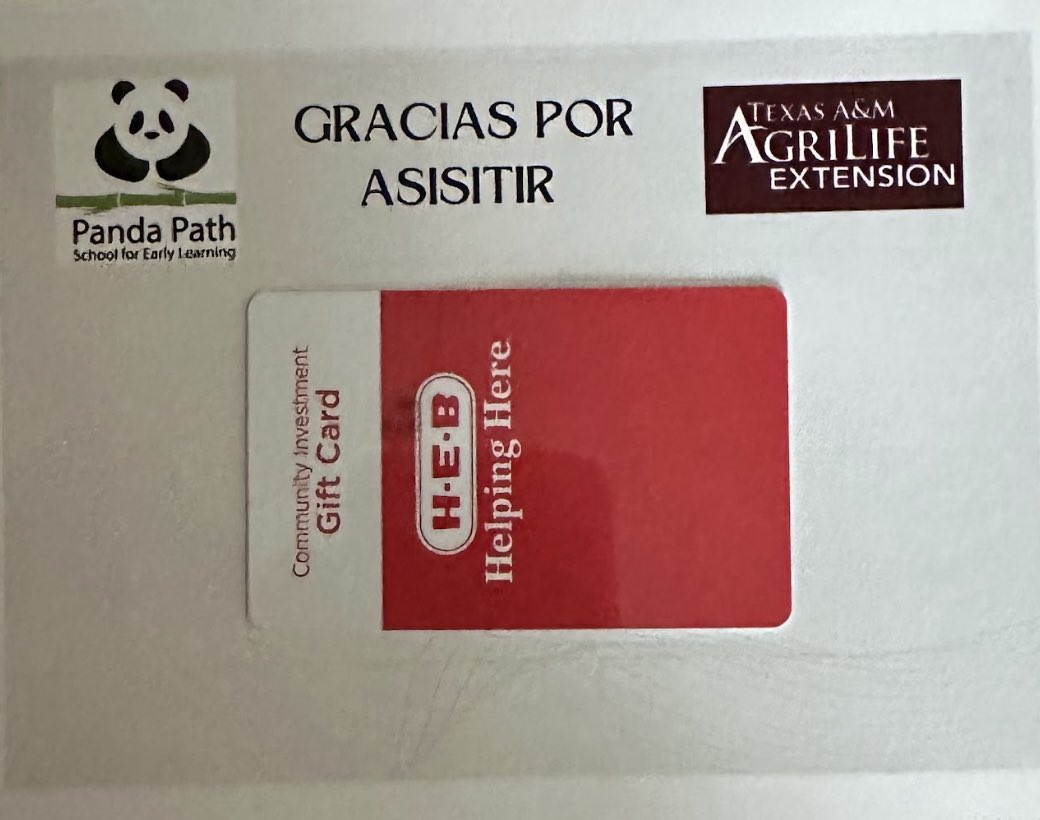 GRACIAS POR
ASISITIR
Panda Path
School for Early Learning
TEXAS A&M
AGRILIFE
EXTENSION
Community Investment
Gift Card
H-E-B
Helping Here